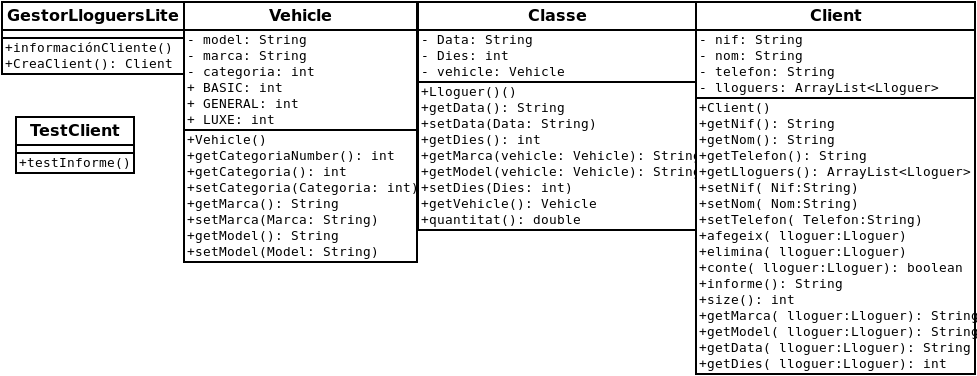 GestorLloguersLite
+informaciónCliente()
+CreaClient(): Client
TestClient
+testInforme()
Vehicle
- model: String
- marca: String
- categoria: int
+ BASIC: int
+ GENERAL: int
+ LUXE: int
+Vehicle()
+getCategoriaNumber(): int
+getCategoria(): int
+setCategoria(Categoria: int)
+getMarca(): String
+setMarca(Marca: String)
+getModel(): String
+setModel(Model: String)
Classe
- Data: String
- Dies: int
- vehicle: Vehicle
+Lloguer()()
+getData(): String
+setData(Data: String)
+getDies(): int
+getMarca(vehicle: Vehicle): String
+getModel(vehicle: Vehicle): String
+setDies(Dies: int)
+getVehicle(): Vehicle
+quantitat(): double
Client
- nif: String
- nom: String
- telefon: String
- lloguers: ArrayList<Lloguer>
+Client()
+getNif(): String
+getNom(): String
+getTelefon(): String
+getLloguers(): ArrayList<Lloguer>
+setNif( Nif:String)
+setNom( Nom:String)
+setTelefon( Telefon:String)
+afegeix( lloguer:Lloguer)
+elimina( lloguer:Lloguer)
+conte( lloguer:Lloguer): boolean
+informe(): String
+size(): int
+getMarca( lloguer:Lloguer): String
+getModel( lloguer:Lloguer): String
+getData( lloguer:Lloguer): String
+getDies( lloguer:Lloguer): int